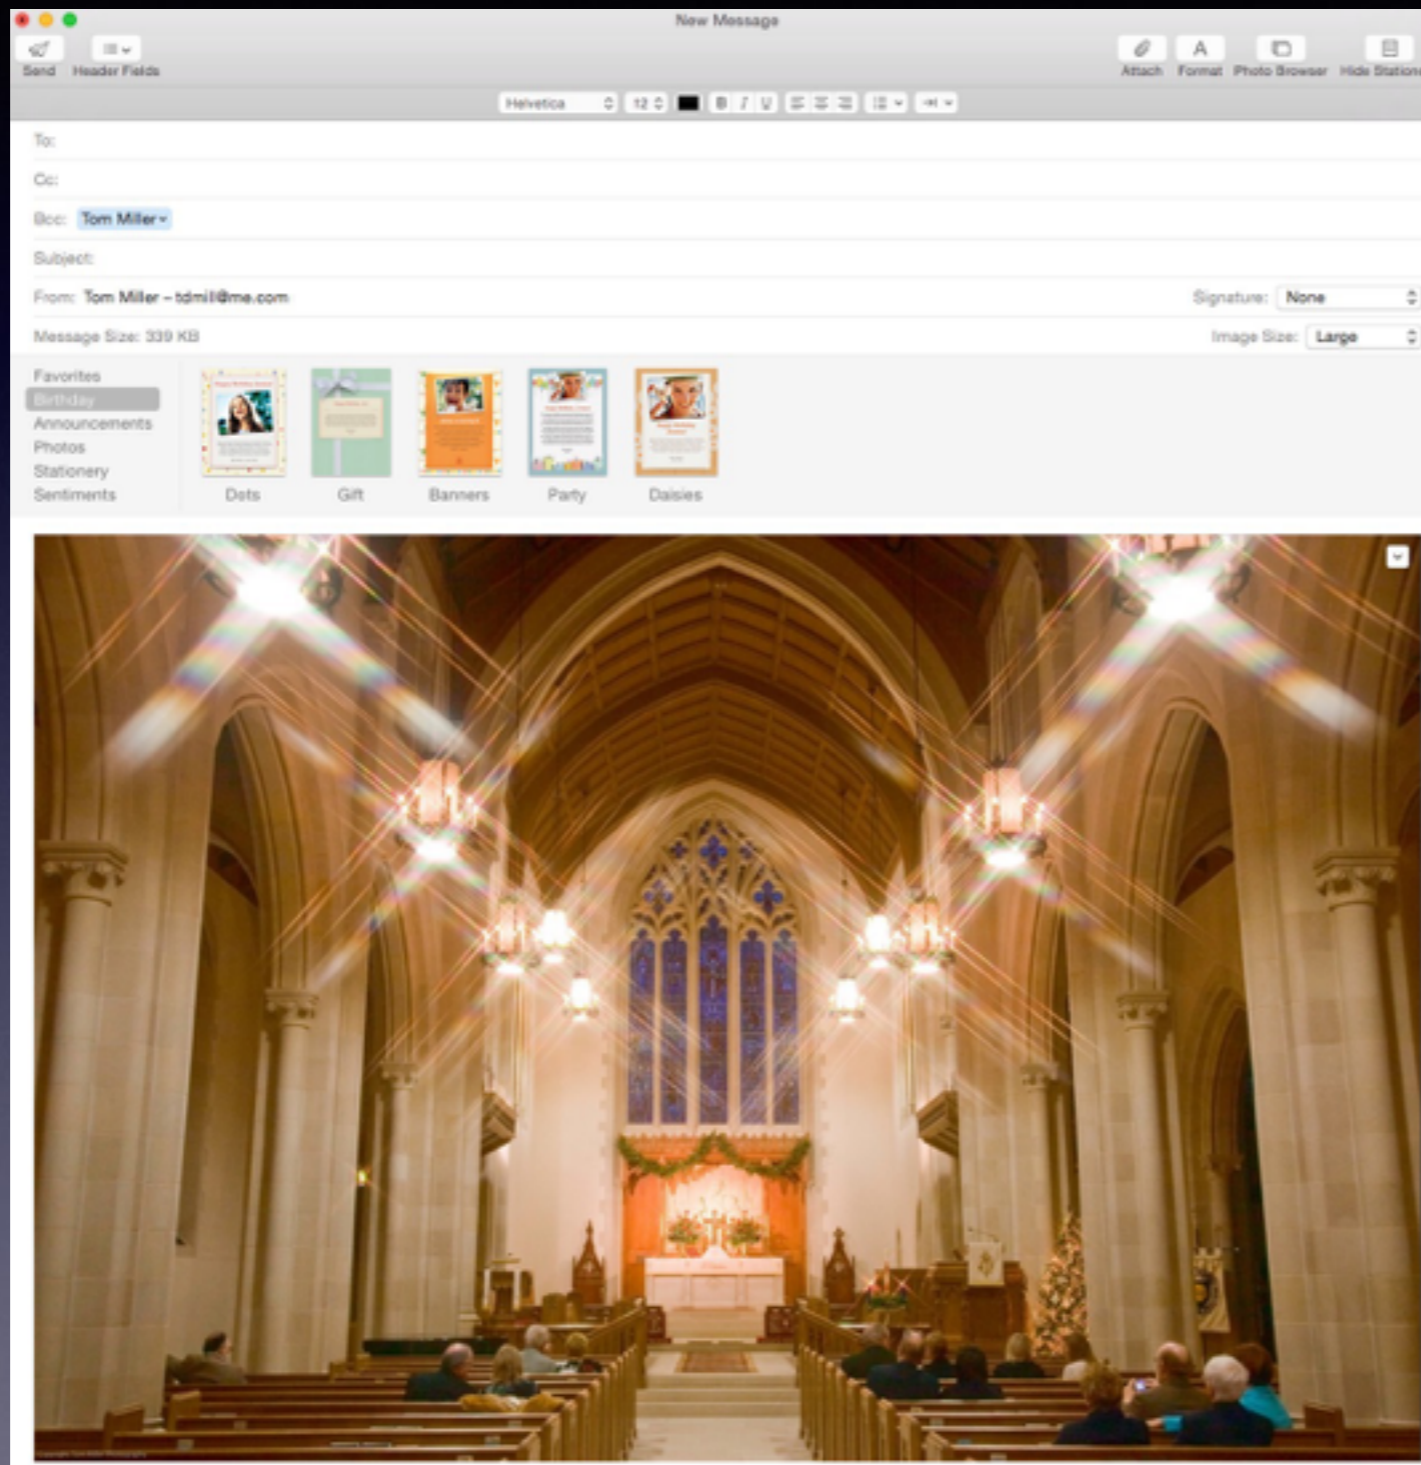 New Message
Send Header Fields Attach Format Photo Browser Hide Statione
Helvetica 12 B I U
To:
Cc:
Bcc: Tom Miller
Subject:
From: Tom Miller – tdmill@me.com Signature: None
Message Size: 339 KB Image Size: Large
Favorites
Birthday
Announcements
Photos
Stationery
Sentiments
Dots Gift Banners Party Daisies